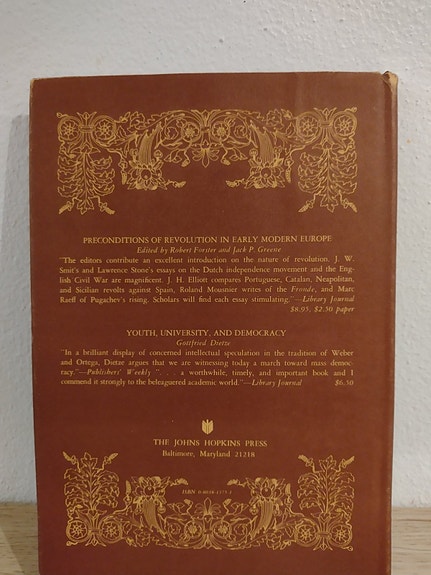 PRECONDITIONS OF REVOLUTION IN EARLY MODERN EUROPE
Edited by Robert Forster and Jack P. Greene
"The editors contribute an excellent introduction on the nature of revolution. J. W.
Smit's and Lawrence Stone's essays on the Dutch independence movement and the Eng-
lish Civil War are magnificent. J. H. Elliott compares Portuguese, Catalan, Neapolitan,
and Sicilian revolts against Spain, Roland Mousnier writes of the Fronde, and Marc
Raeff of Pugachev's rising. Scholars will find each essay stimulating."—Library Journal
$8.95; $2.50 paper
YOUTH, UNIVERSITY, AND DEMOCRACY
Gottfried Dietze
"In a brilliant display of concerned intellectual speculation in the tradition of Weber
and Ortega, Dietze argues that we are witnessing today a march toward mass democ-
racy."—Publishers' Weekly ". . . a worthwhile, timely, and important book and I
commend it strongly to the beleaguered academic world."—Library Journal $6.50
THE JOHNS HOPKINS PRESS
Baltimore, Maryland 21218
ISBN